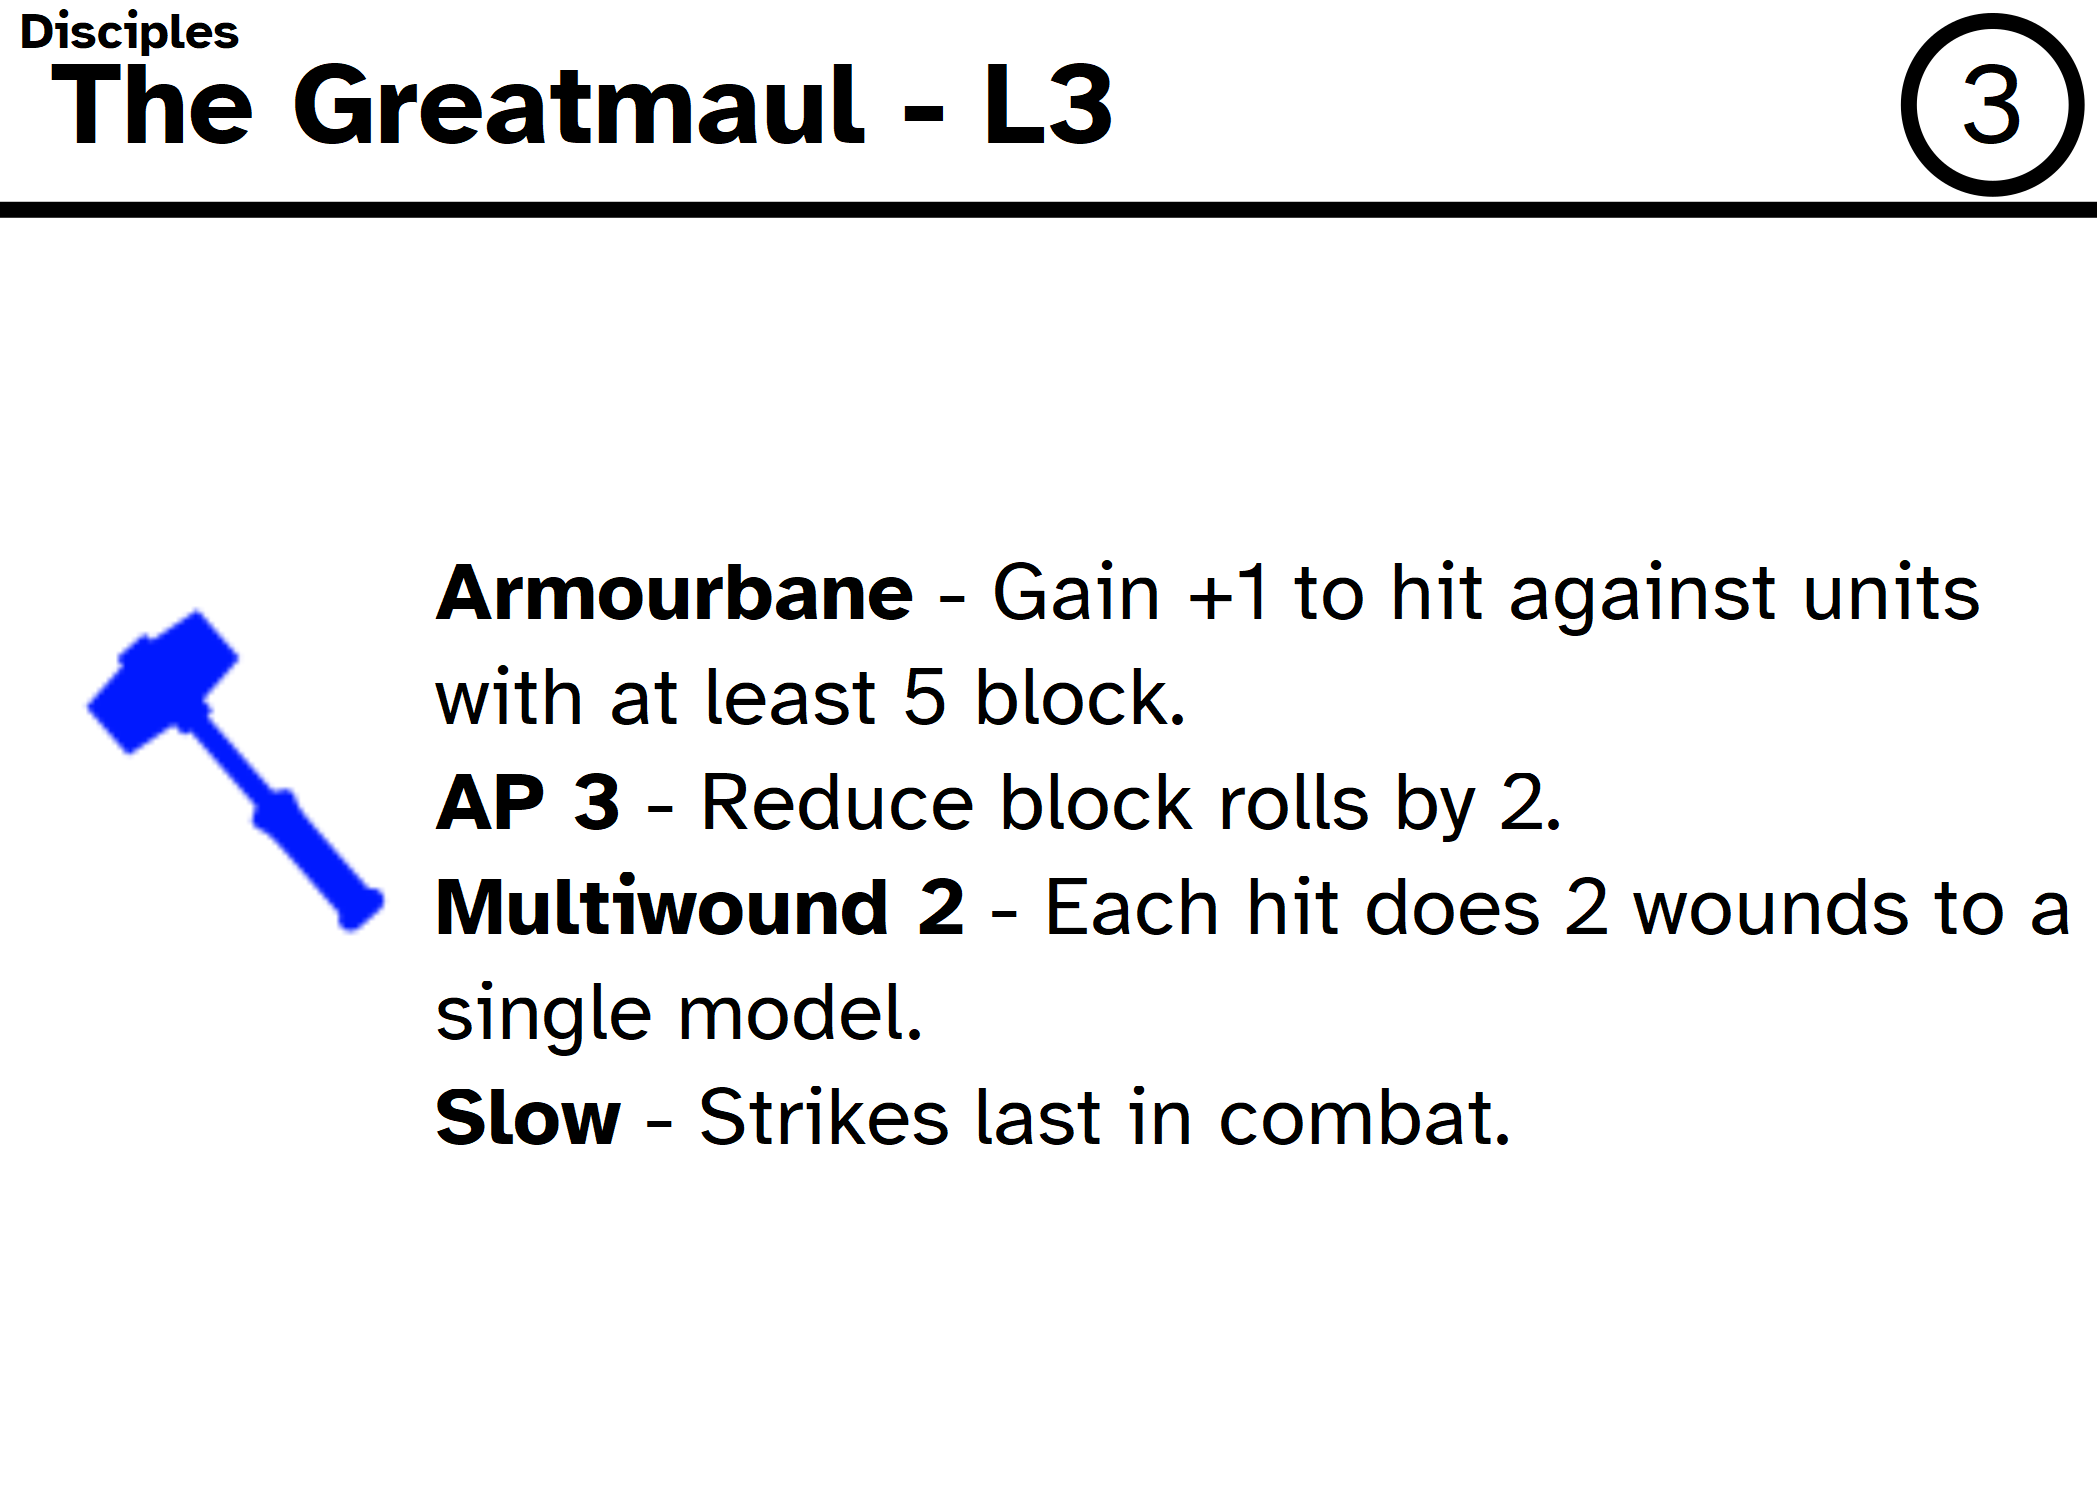 Disciples
The Greatmaul - L3
3
Armourbane - Gain +1 to hit against units
with at least 5 block.
AP 3 - Reduce block rolls by 2.
Multiwound 2 - Each hit does 2 wounds to a
single model.
Slow - Strikes last in combat.